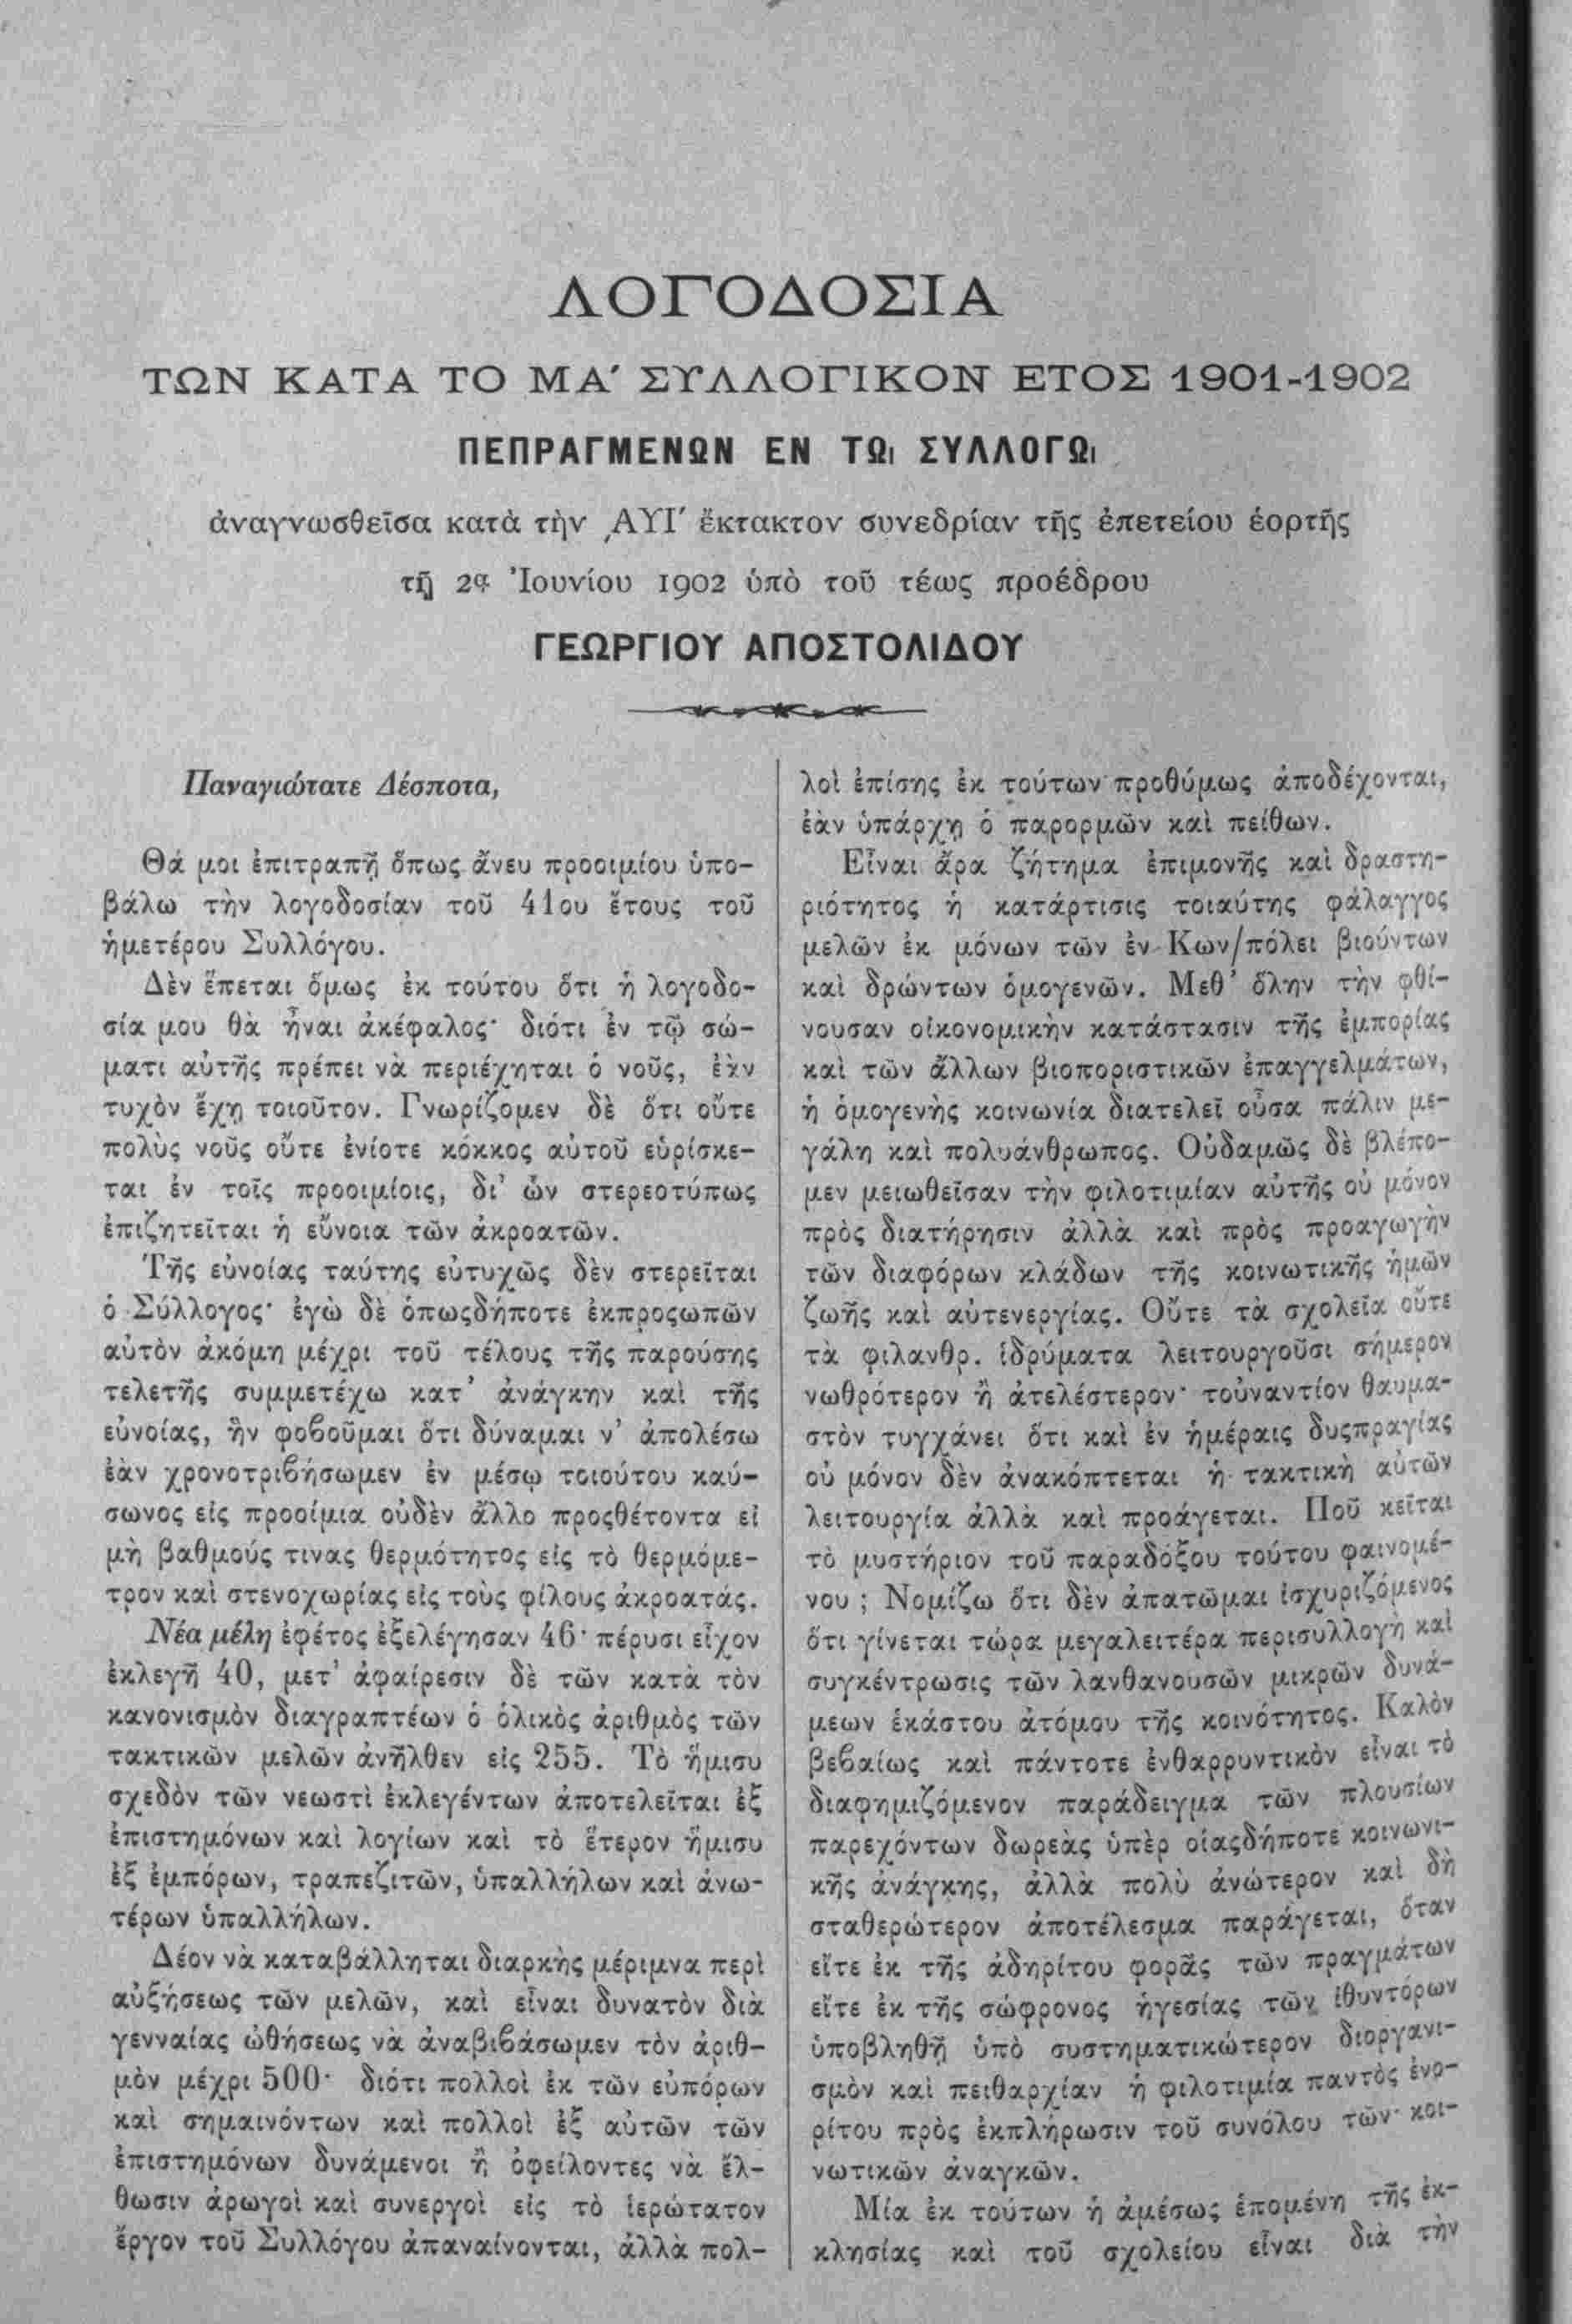 ΛΟΓΟΔΟΣΙΑ
ΤΩΝ ΚΑΤΑ ΤΟ ΜΑ΄ ΣΥΛΛΟΓΙΚΟΝ ΕΤΟΣ 1901-1902
ΠΕΠΡΑΓΜΕΝΩΝ ΕΝ ΤΩι ΣΥΛΛΟΓΩι
ἀναγνωσθεῖσα κατὰ τὴν ͵ΑΥΙ΄ ἔκτακτον συνεδρίαν τῆς ἐπετείου ἑορτῆς
τῇ 2ᾳ Ἰουνίου 1902 ὑπὸ τοῦ τέως προέδρου
ΓΕΩΡΓΙΟΥ ΑΠΟΣΤΟΛΙΔΟΥ
Παναγιώτατε Δέσποτα,
Θά μοι ἐπιτραπῇ ὅπως ἄνευ προοιμίου ὑπο-
βάλω τὴν λογοδοσίαν τοῦ 41ου ἔτους τοῦ
ἡμετέρου Συλλόγου.
Δὲν ἕπεται ὅμως ἐκ τούτου ὅτι ἡ λογοδο-
σία μου θὰ ἦναι ἀκέφαλος· διότι ἐν τῷ σώ-
ματι αὐτῆς πρέπει νὰ περιέχηται ὁ νοῦς, ἐὰν
τυχὸν ἔχῃ τοιοῦτον. Γνωρίζομεν δὲ ὅτι οὔτε
πολὺς νοῦς οὔτε ἐνίοτε κόκκος αὐτοῦ εὑρίσκε-
ται ἐν τοῖς προοιμίοις, δι' ὧν στερεοτύπως
ἐπιζητεῖται ἡ εὔνοια τῶν ἀκροατῶν.
Τῆς εὐνοίας ταύτης εὐτυχῶς δὲν στερεῖται
ὁ Σύλλογος· ἐγὼ δὲ ὁπωςδήποτε ἐκπροςωπῶν
αὐτὸν ἀκόμη μέχρι τοῦ τέλους τῆς παρούσης
τελετῆς συμμετέχω κατ' ἀνάγκην καὶ τῆς
εὐνοίας, ἣν φοβοῦμαι ὅτι δύναμαι ν' ἀπολέσω
ἐὰν χρονοτριβήσωμεν ἐν μέσῳ τοιούτου καύ-
σωνος εἰς προοίμια οὐδὲν ἄλλο προςθέτοντα εἰ
μὴ βαθμούς τινας θερμότητος εἰς τὸ θερμόμε-
τρον καὶ στενοχωρίας εἰς τοὺς φίλους ἀκροατάς.
Νέα μέλη ἐφέτος ἐξελέγησαν 46· πέρυσι εἶχον
ἐκλεγῆ 40, μετ' ἀφαίρεσιν δὲ τῶν κατὰ τὸν
κανονισμὸν διαγραπτέων ὁ ὁλικὸς ἀριθμὸς τῶν
τακτικῶν μελῶν ἀνῆλθεν εἰς 255. Τὸ ἥμισυ
σχεδὸν τῶν νεωστὶ ἐκλεγέντων ἀποτελεῖται ἐξ
ἐπιστημόνων καὶ λογίων καὶ τὸ ἕτερον ἥμισυ
ἐξ ἐμπόρων, τραπεζιτῶν, ὑπαλλήλων καὶ ἀνω-
τέρων ὑπαλλήλων.
Δέον νὰ καταβάλληται διαρκὴς μέριμνα περὶ
αὐξήσεως τῶν μελῶν, καὶ εἶναι δυνατὸν διὰ
γενναίας ὠθήσεως νὰ ἀναβιβάσωμεν τὸν ἀριθ-
μὸν μέχρι 500· διότι πολλοὶ ἐκ τῶν εὐπόρων
καὶ σημαινόντων καὶ πολλοὶ ἐξ αὐτῶν τῶν
ἐπιστημόνων δυνάμενοι ἢ ὀφείλοντες νὰ ἔλ-
θωσιν ἀρωγοὶ καὶ συνεργοὶ εἰς τὸ ἱερώτατον
ἔργον τοῦ Συλλόγου ἀπαναίνονται, ἀλλὰ πολ-
λοὶ ἐπίσης ἐκ τούτων προθύμως ἀποδέχονται,
ἐὰν ὑπάρχῃ ὁ παρορμῶν καὶ πείθων.
Εἶναι ἄρα ζήτημα ἐπιμονῆς καὶ δραστη-
ριότητος ἡ κατάρτισις τοιαύτης φάλαγγος
μελῶν ἐκ μόνων τῶν ἐν Κων/πόλει βιούντων
καὶ δρώντων ὁμογενῶν. Μεθ' ὅλην τὴν φθί-
νουσαν οἰκονομικὴν κατάστασιν τῆς ἐμπορίας
καὶ τῶν ἄλλων βιοποριστικῶν ἐπαγγελμάτων,
ἡ ὁμογενὴς κοινωνία διατελεῖ οὖσα πάλιν με-
γάλη καὶ πολυάνθρωπος. Οὐδαμῶς δὲ βλέπο-
μεν μειωθεῖσαν τὴν φιλοτιμίαν αὐτῆς οὐ μόνον
πρὸς διατήρησιν ἀλλὰ καὶ πρὸς προαγωγὴν
τῶν διαφόρων κλάδων τῆς κοινωτικῆς ἡμῶν
ζωῆς καὶ αὐτενεργίας. Οὔτε τὰ σχολεῖα οὔτε
τὰ φιλανθρ. ἱδρύματα λειτουργοῦσι σήμερον
νωθρότερον ἢ ἀτελέστερον· τοὐναντίον θαυμα-
στὸν τυγχάνει ὅτι καὶ ἐν ἡμέραις δυςπραγίας
οὐ μόνον δὲν ἀνακόπτεται ἡ τακτικὴ αὐτῶν
λειτουργία ἀλλὰ καὶ προάγεται. Ποῦ κεῖται
τὸ μυστήριον τοῦ παραδόξου τούτου φαινομέ-
νου ; Νομίζω ὅτι δὲν ἀπατῶμαι ἰσχυριζόμενος
ὅτι γίνεται τώρα μεγαλειτέρα περισυλλογὴ καὶ
συγκέντρωσις τῶν λανθανουσῶν μικρῶν δυνά-
μεων ἑκάστου ἀτόμου τῆς κοινότητος. Καλὸν
βεβαίως καὶ πάντοτε ἐνθαρρυντικὸν εἶναι τὸ
διαφημιζόμενον παράδειγμα τῶν πλουσίων
παρεχόντων δωρεὰς ὑπὲρ οἱαςδήποτε κοινωνι-
κῆς ἀνάγκης, ἀλλὰ πολὺ ἀνώτερον καὶ δὴ
σταθερώτερον ἀποτέλεσμα παράγεται, ὅταν
εἴτε ἐκ τῆς ἀδηρίτου φορᾶς τῶν πραγμάτων
εἴτε ἐκ τῆς σώφρονος ἡγεσίας τῶν ἰθυντόρων
ὑποβληθῇ ὑπὸ συστηματικώτερον διοργανι-
σμὸν καὶ πειθαρχίαν ἡ φιλοτιμία παντὸς ἐνο-
ρίτου πρὸς ἐκπλήρωσιν τοῦ συνόλου τῶν κοι-
νωτικῶν ἀναγκῶν.
Μία ἐκ τούτων ἡ ἀμέσως ἑπομένη τῆς ἐκ-
κλησίας καὶ τοῦ σχολείου εἶναι διὰ τὴν